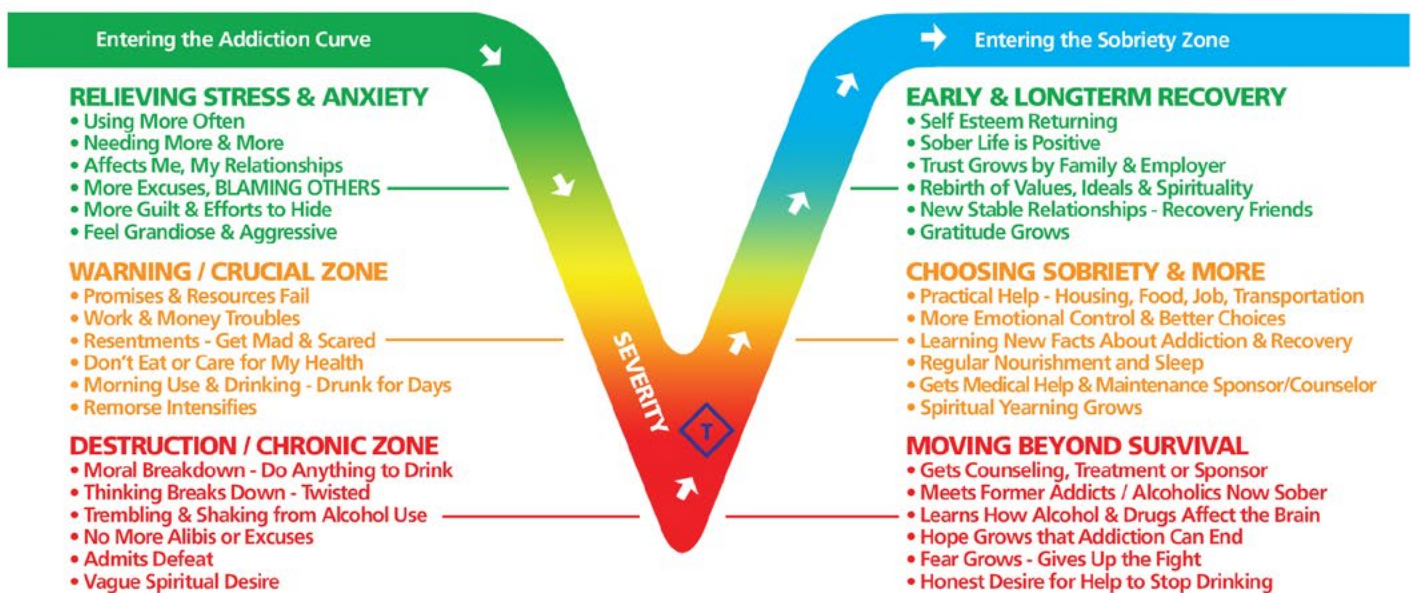 Entering the Addiction Curve
Entering the Sobriety Zone
RELIEVING STRESS & ANXIETY
• Using More Often
• Needing More & More
• Affects Me, My Relationships
• More Excuses, BLAMING OTHERS
• More Guilt & Efforts to Hide
• Feel Grandiose & Aggressive
WARNING / CRUCIAL ZONE
• Promises & Resources Fail
• Work & Money Troubles
• Resentments - Get Mad & Scared
• Don't Eat or Care for My Health
• Morning Use & Drinking - Drunk for Days
• Remorse Intensifies
DESTRUCTION / CHRONIC ZONE
• Moral Breakdown - Do Anything to Drink
• Thinking Breaks Down - Twisted
• Trembling & Shaking from Alcohol Use
• No More Alibis or Excuses
• Admits Defeat
• Vague Spiritual Desire
SEVERITY
T
EARLY & LONGTERM RECOVERY
• Self Esteem Returning
• Sober Life is Positive
• Trust Grows by Family & Employer
• Rebirth of Values, Ideals & Spirituality
• New Stable Relationships - Recovery Friends
• Gratitude Grows
CHOOSING SOBRIETY & MORE
• Practical Help - Housing, Food, Job, Transportation
• More Emotional Control & Better Choices
• Learning New Facts About Addiction & Recovery
• Regular Nourishment and Sleep
• Gets Medical Help & Maintenance Sponsor/Counselor
• Spiritual Yearning Grows
MOVING BEYOND SURVIVAL
• Gets Counseling, Treatment or Sponsor
• Meets Former Addicts / Alcoholics Now Sober
• Learns How Alcohol & Drugs Affect the Brain
• Hope Grows that Addiction Can End
• Fear Grows - Gives Up the Fight
• Honest Desire for Help to Stop Drinking